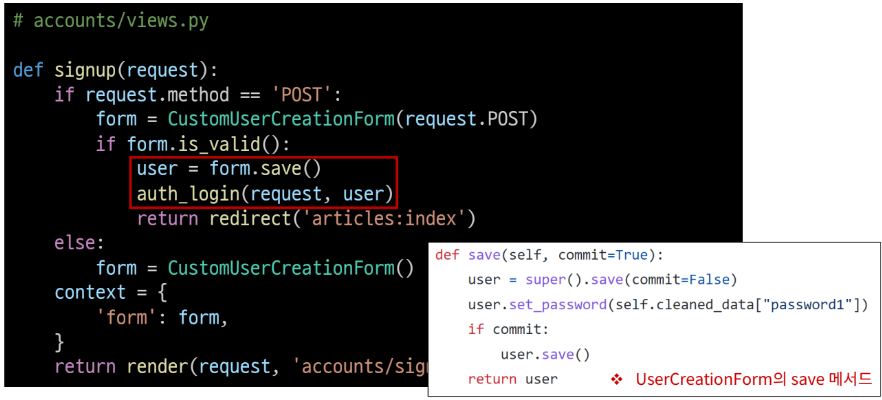 # accounts/views.py
def signup(request):
    if request.method == 'POST':
        form = CustomUserCreationForm(request.POST)
        if form.is_valid():
            user = form.save()
            auth_login(request, user)
            return redirect('articles:index')
    else:
        form = CustomUserCreationForm()
    context = {
        'form': form,
    }
    return render(request, 'accounts/sig
def save(self, commit=True):
    user = super().save(commit=False)
    user.set_password(self.cleaned_data["password1"])
    if commit:
        user.save()
    return user
❖ UserCreationForm의 save 메서드